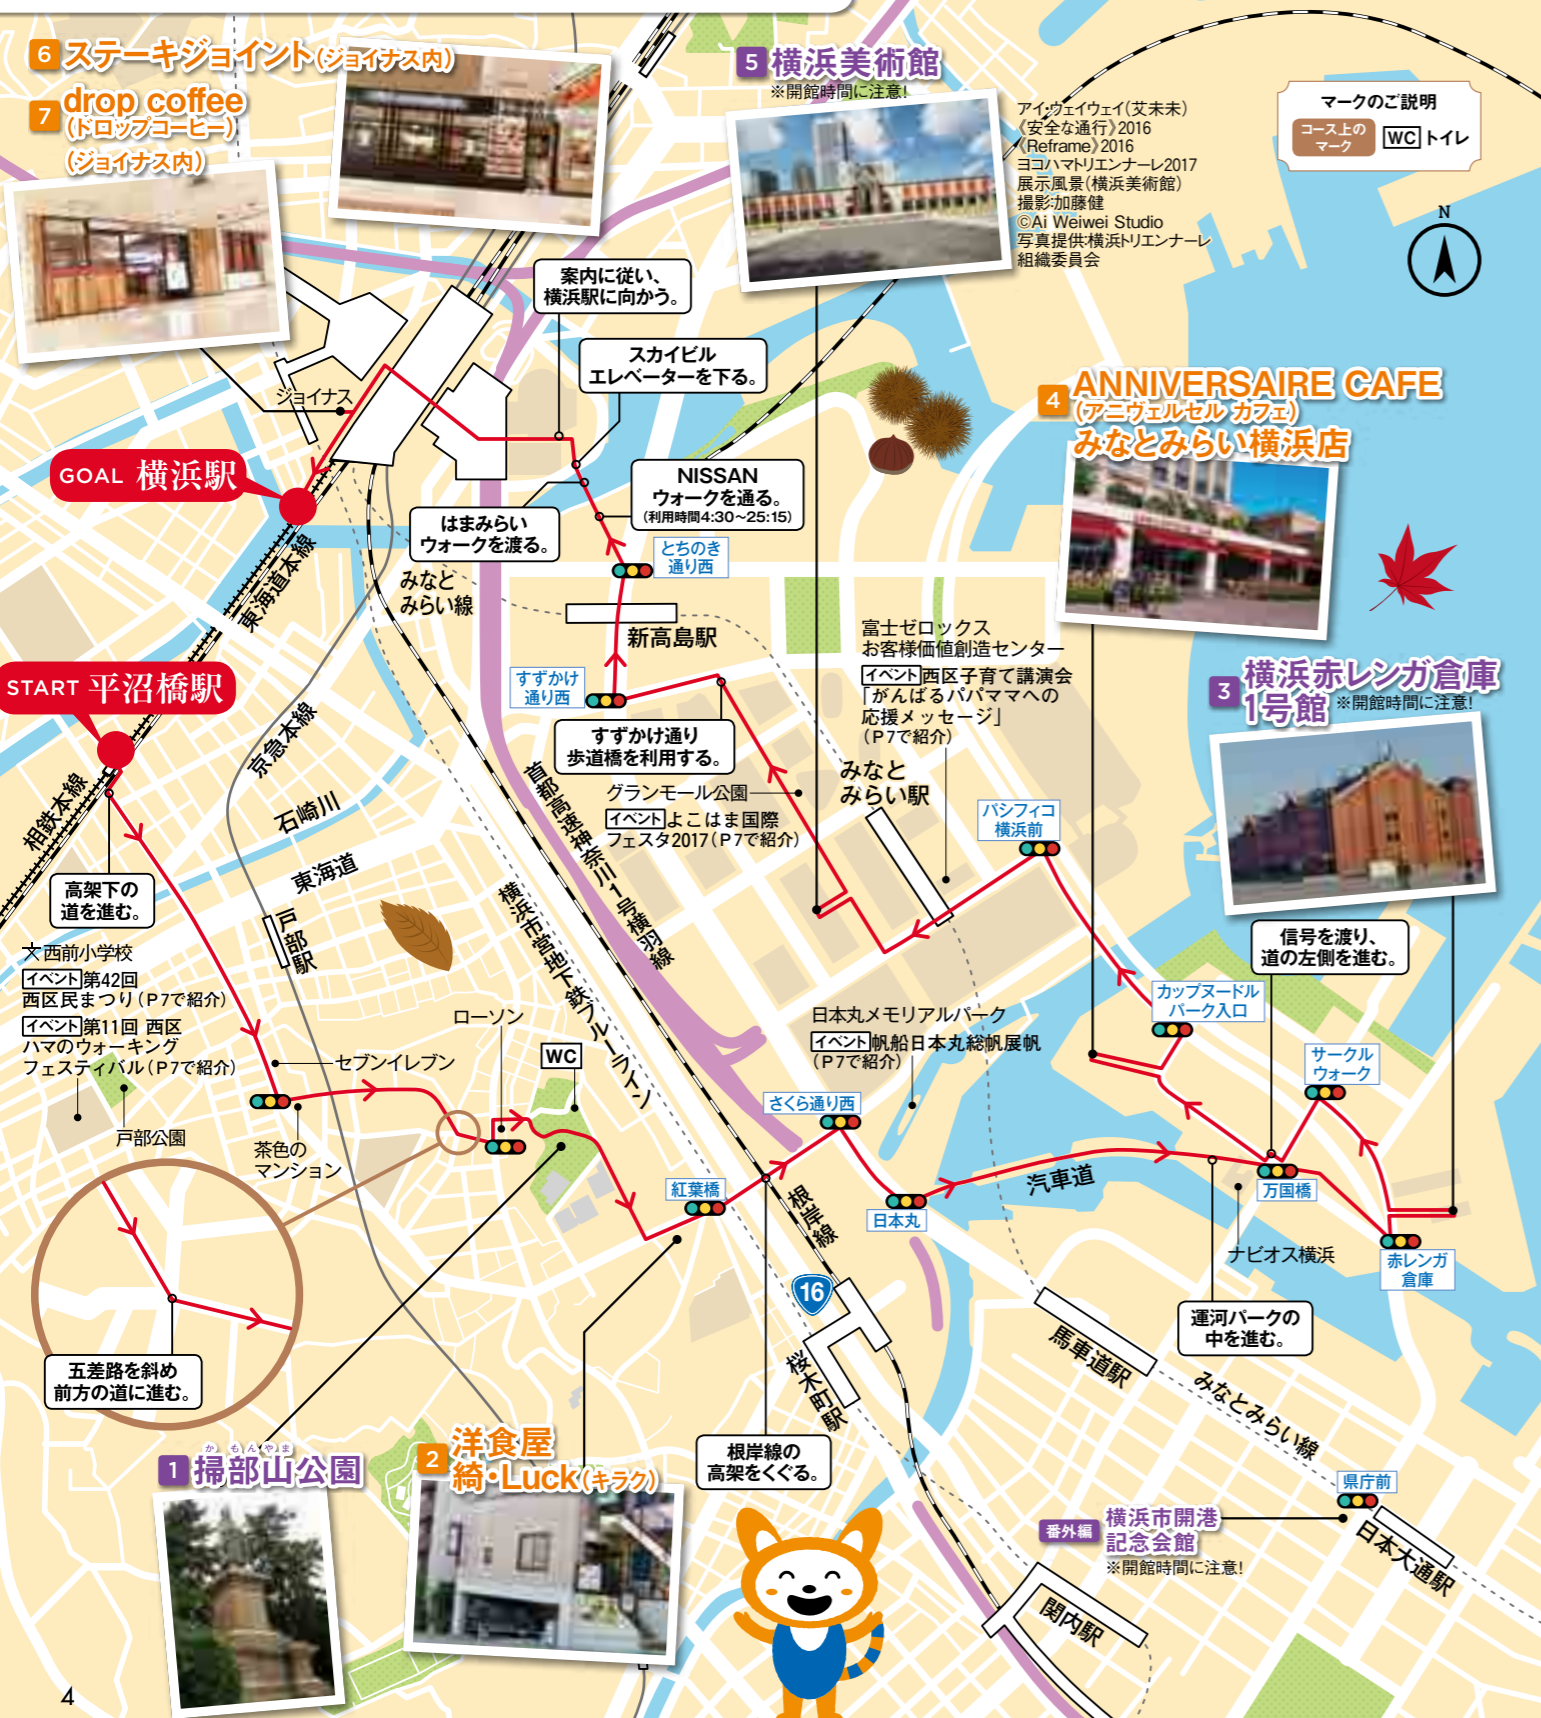 6 ステーキジョイント(ジョイナス内)
7 drop coffee
(ドロップコーヒー)
(ジョイナス内)
5 横浜美術館
※開館時間に注意!
アイ・ウェイウェイ(艾未未)
《安全な通行》2016
《Reframe》2016
ヨコハマトリエンナーレ2017
展示風景(横浜美術館)
撮影:加藤健
©Ai Weiwei Studio
写真提供:横浜トリエンナーレ
組織委員会
マークのご説明
コース上の
マーク
WC トイレ
N
案内に従い、
横浜駅に向かう。
スカイビル
エレベーターを下る。
ジョイナス
4 ANNIVERSAIRE CAFE
(アニヴェルセル カフェ)
みなとみらい横浜店
GOAL 横浜駅
NISSAN
ウォークを通る。
(利用時間4:30~25:15)
はまみらい
ウォークを渡る。
とちのき
通り西
東海道本線
みなと
みらい線
新高島駅
富士ゼロックス
お客様価値創造センター
イベント 西区子育て講演会
「がんばるパパママへの
応援メッセージ」
(P7で紹介)
START 平沼橋駅
すずかけ
通り西
3 横浜赤レンガ倉庫
1号館 ※開館時間に注意!
すずかけ通り
歩道橋を利用する。
京急本線
相鉄本線
石崎川
東海道
首都高速神奈川1号横羽線
グランモール公園
イベント よこはま国際
フェスタ2017(P7で紹介)
みなと
みらい駅
パシフィコ
横浜前
高架下の
道を進む。
戸部駅
横浜市営地下鉄ブルーライン
文 西前小学校
イベント 第42回
西区民まつり(P7で紹介)
イベント 第11回 西区
ハマのウォーキング
フェスティバル(P7で紹介)
信号を渡り、
道の左側を進む。
カップヌードル
パーク入口
ローソン
WC
セブンイレブン
日本丸メモリアルパーク
イベント 帆船日本丸総帆展帆
(P7で紹介)
サークル
ウォーク
さくら通り西
戸部公園
茶色の
マンション
紅葉橋
根岸線
日本丸
汽車道
万国橋
ナビオス横浜
赤レンガ
倉庫
16
運河パークの
中を進む。
五差路を斜め
前方の道に進む。
桜木町駅
馬車道駅
みなとみらい線
かもんやま
1 掃部山公園
2 洋食屋
綺・Luck(キラク)
根岸線の
高架をくぐる。
県庁前
番外編 横浜市開港
記念会館
※開館時間に注意!
日本大通駅
関内駅
4